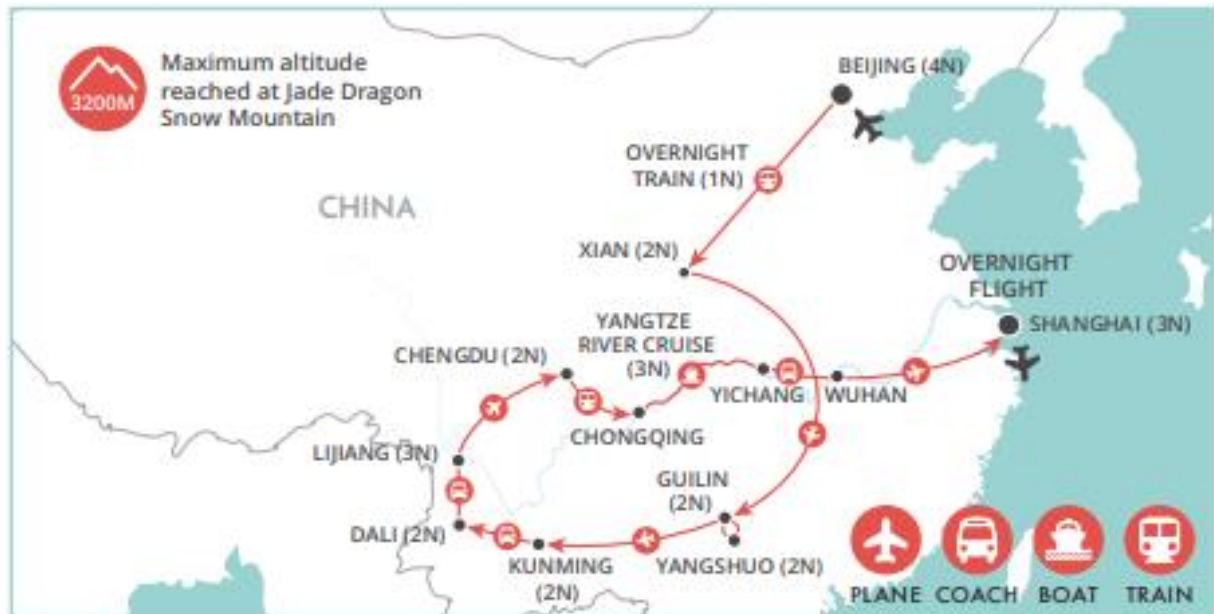 3200M
Maximum altitude
reached at Jade Dragon
Snow Mountain
BEIJING (4N)
OVERNIGHT
TRAIN (1N)
CHINA
XIAN (2N)
OVERNIGHT
FLIGHT
SHANGHAI (3N)
YANGTZE
RIVER CRUISE
(3N)
CHENGDU (2N)
YICHANG
WUHAN
CHONGQING
LIJIANG (3N)
GUILIN
(2N)
DALI (2N)
KUNMING
(2N)
YANGSHUO (2N)
PLANE
COACH
BOAT
TRAIN